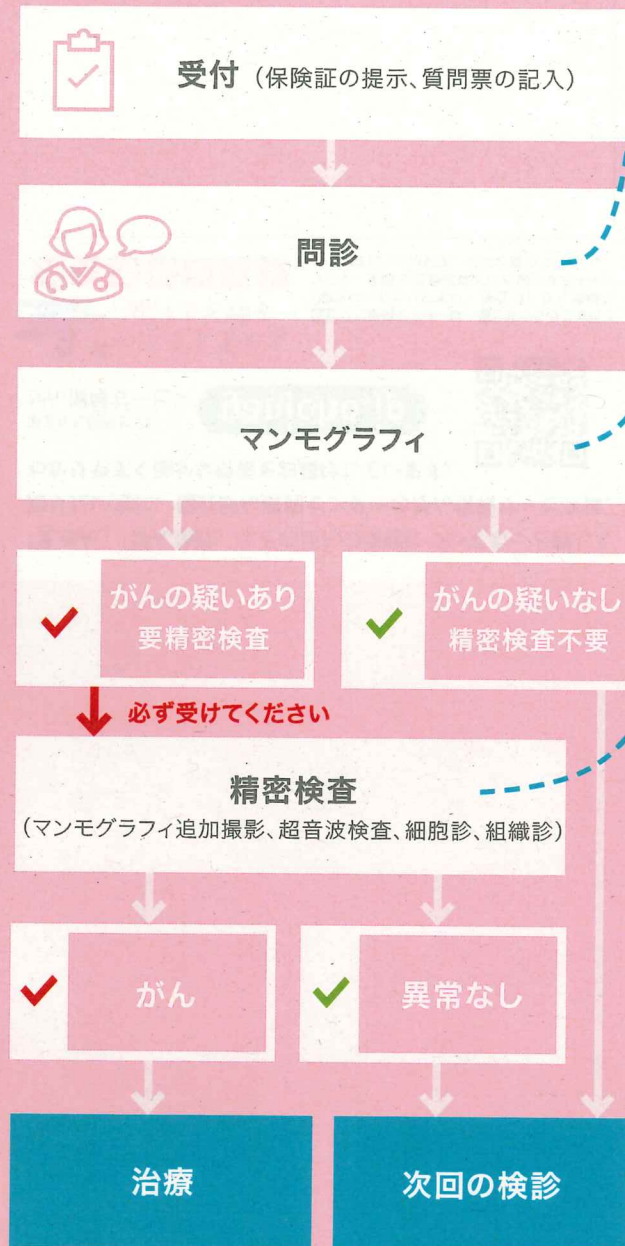 受付（保険証の提示、質問票の記入）
問診
マンモグラフィ
がんの疑いあり
要精密検査
がんの疑いなし
精密検査不要
必ず受けてください
精密検査
（マンモグラフィ追加撮影、超音波検査、細胞診、組織診）
がん
異常なし
治療
次回の検診